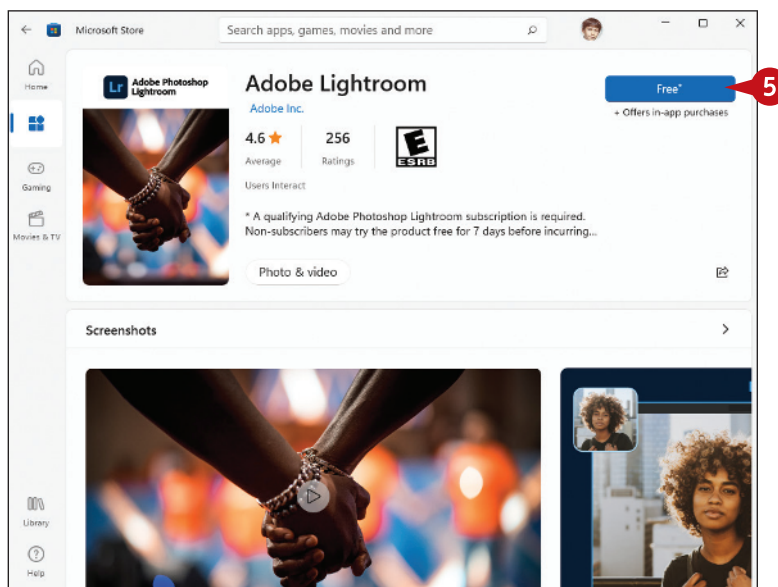 Microsoft Store
Search apps, games, movies and more
Home
Gaming
Movies & TV
Library
Help
Lr
Adobe Photoshop
Lightroom
Adobe Lightroom
Adobe Inc.
4.6 ★ 256
Average Ratings
E
ESRB
Users Interact
* A qualifying Adobe Photoshop Lightroom subscription is required.
Non-subscribers may try the product free for 7 days before incurring...
Photo & video
Free*
+ Offers in-app purchases
5
Screenshots